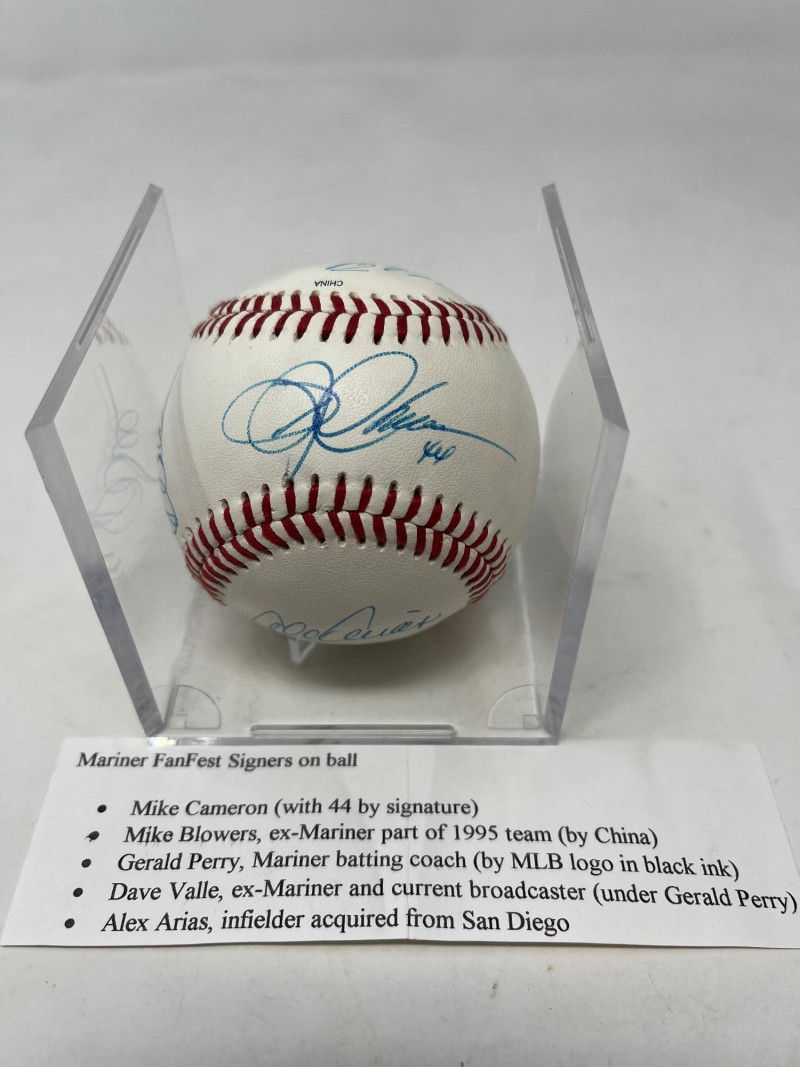 CHINA
44
Mariner FanFest Signers on ball
• Mike Cameron (with 44 by signature)
• Mike Blowers, ex-Mariner part of 1995 team (by China)
• Gerald Perry, Mariner batting coach (by MLB logo in black ink)
• Dave Valle, ex-Mariner and current broadcaster (under Gerald Perry)
• Alex Arias, infielder acquired from San Diego